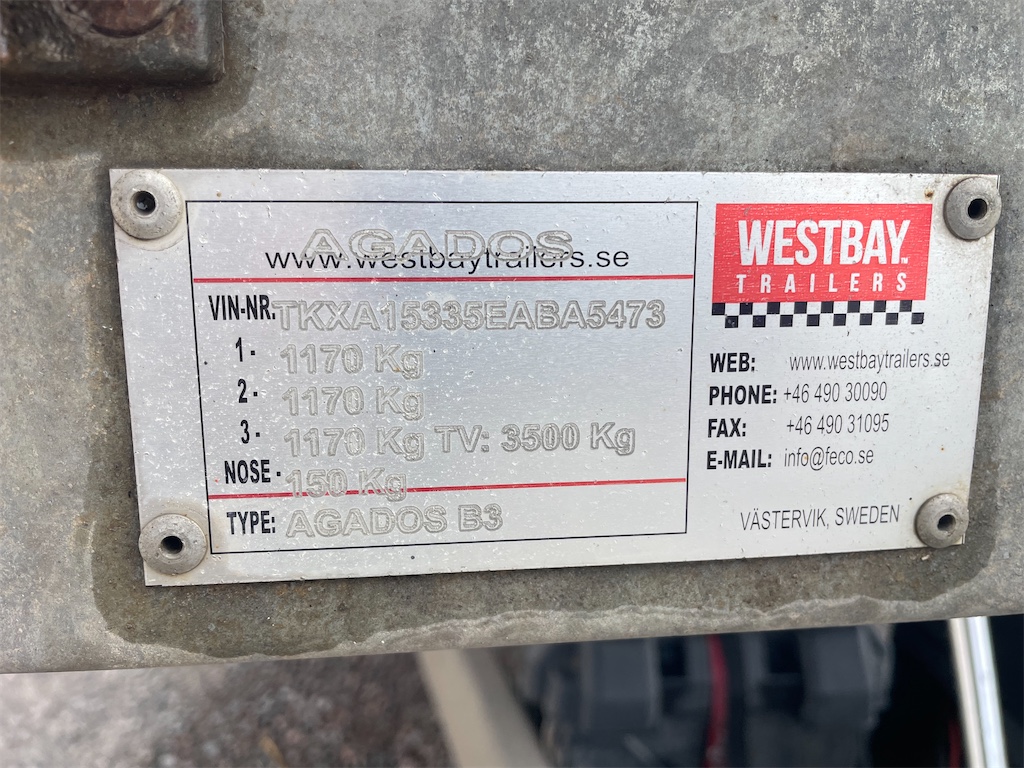 AGADOS
www.westbaytrailers.se
VIN-NR. TKXA15335EABA5473
1- 1170 Kg
2- 1170 Kg
3- 1170 Kg TV: 3500 Kg
NOSE- 150 Kg
TYPE: AGADOS B3
WESTBAY
TRAILERS
WEB: www.westbaytrailers.se
PHONE: +46 490 30090
FAX: +46 490 31095
E-MAIL: info@feco.se
VÄSTERVIK, SWEDEN